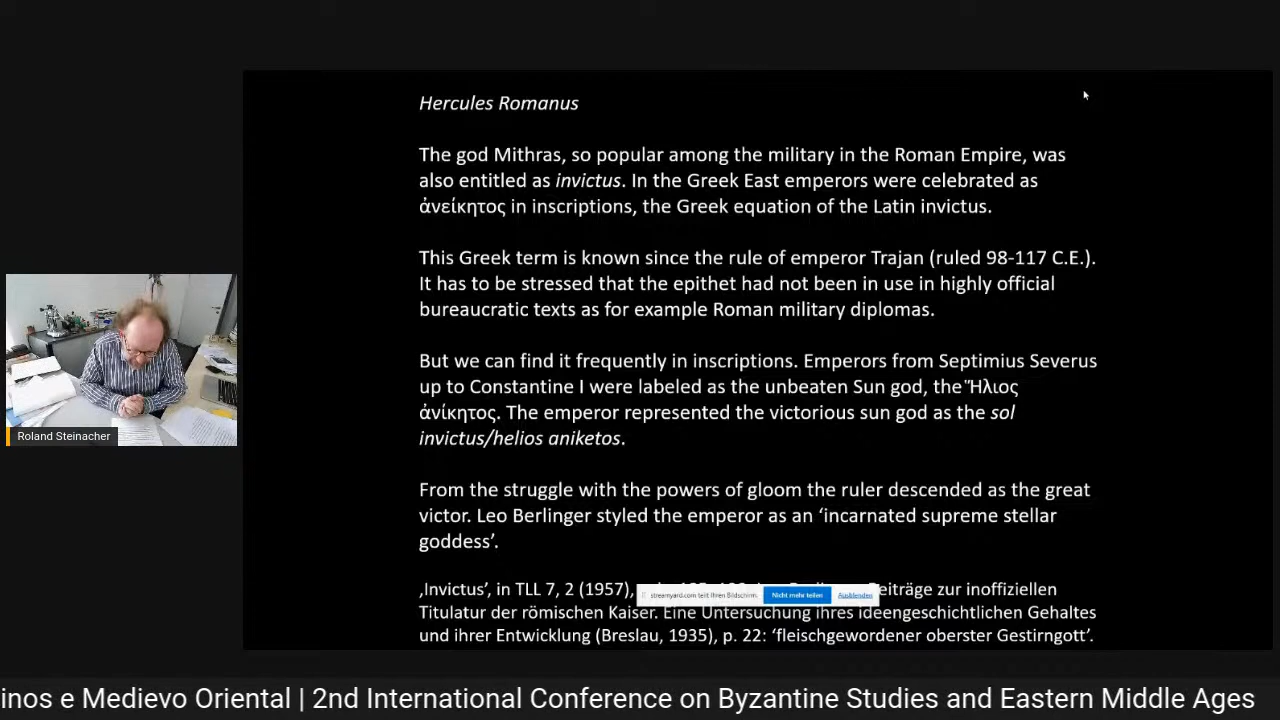 Hercules Romanus
The god Mithras, so popular among the military in the Roman Empire, was
also entitled as invictus. In the Greek East emperors were celebrated as
ἀνείκητος in inscriptions, the Greek equation of the Latin invictus.
This Greek term is known since the rule of emperor Trajan (ruled 98-117 C.E.).
It has to be stressed that the epithet had not been in use in highly official
bureaucratic texts as for example Roman military diplomas.
But we can find it frequently in inscriptions. Emperors from Septimius Severus
up to Constantine I were labeled as the unbeaten Sun god, the Ἥλιος
ἀνίκητος. The emperor represented the victorious sun god as the sol
invictus/helios aniketos.
From the struggle with the powers of gloom the ruler descended as the great
victor. Leo Berlinger styled the emperor as an ‘incarnated supreme stellar
goddess’.
‚Invictus’, in TLL 7, 2 (1957), Beiträge zur inoffiziellen
streamyard.com teilt Ihren Bildschirm. Nicht mehr teilen Ausblenden
Titulatur der römischen Kaiser. Eine Untersuchung ihres ideengeschichtlichen Gehaltes
und ihrer Entwicklung (Breslau, 1935), p. 22: ‘fleischgewordener oberster Gestirngott’.
Roland Steinacher
inos e Medievo Oriental | 2nd International Conference on Byzantine Studies and Eastern Middle Ages